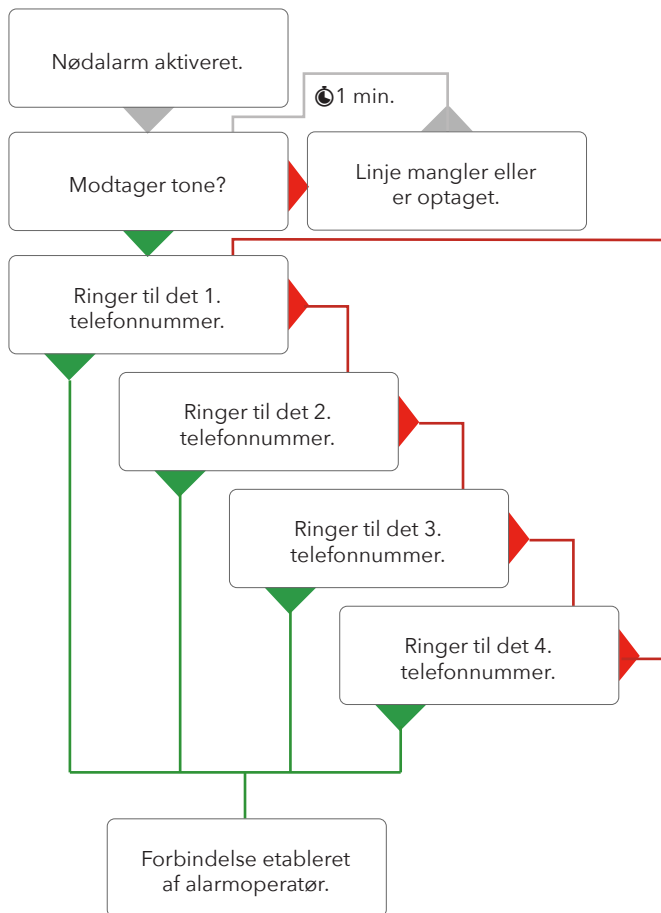 Nødalarm aktiveret.
1 min.
Modtager tone?
Linje mangler eller
er optaget.
Ringer til det 1.
telefonnummer.
Ringer til det 2.
telefonnummer.
Ringer til det 3.
telefonnummer.
Ringer til det 4.
telefonnummer.
Forbindelse etableret
af alarmoperatør.